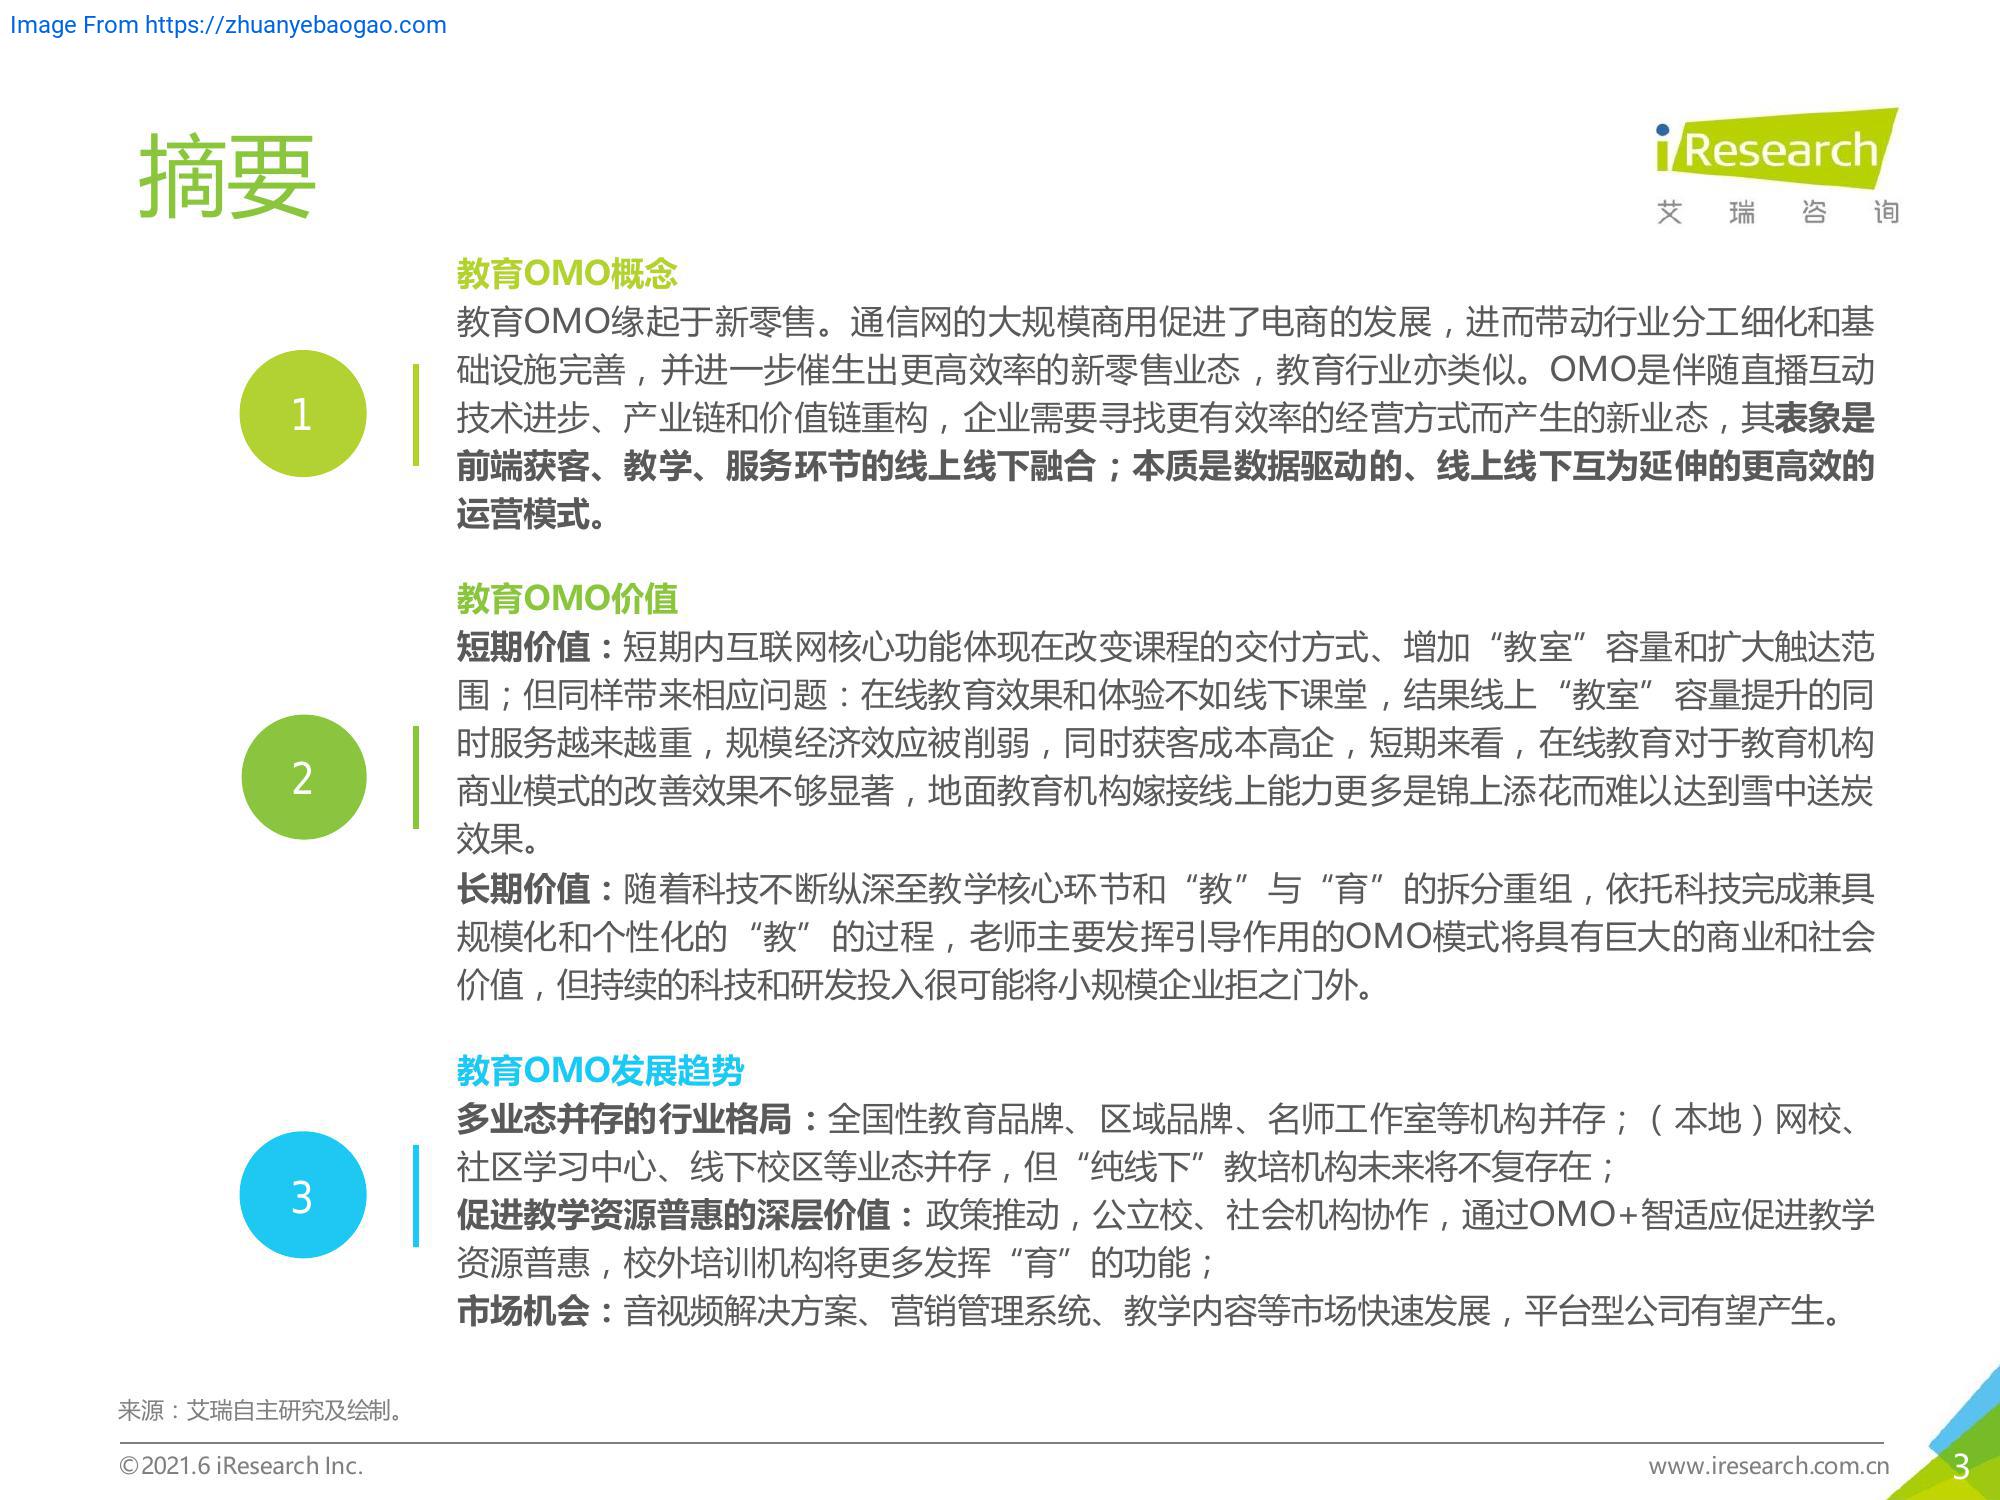 Image From https://zhuanyebaogao.com
摘要
iResearch
艾瑞咨询
教育OMO概念
教育OMO缘起于新零售。通信网的大规模商用促进了电商的发展，进而带动行业分工细化和基
础设施完善，并进一步催生出更高效率的新零售业态，教育行业亦类似。OMO是伴随直播互动
技术进步、产业链和价值链重构，企业需要寻找更有效率的经营方式而产生的新业态，其表象是
前端获客、教学、服务环节的线上线下融合；本质是数据驱动的、线上线下互为延伸的更高效的
运营模式。
1
教育OMO价值
短期价值：短期内互联网核心功能体现在改变课程的交付方式、增加“教室”容量和扩大触达范
围；但同样带来相应问题：在线教育效果和体验不如线下课堂，结果线上“教室”容量提升的同
时服务越来越重，规模经济效应被削弱，同时获客成本高企，短期来看，在线教育对于教育机构
商业模式的改善效果不够显著，地面教育机构嫁接线上能力更多是锦上添花而难以达到雪中送炭
效果。
2
长期价值：随着科技不断纵深至教学核心环节和“教”与“育”的拆分重组，依托科技完成兼具
规模化和个性化的“教”的过程，老师主要发挥引导作用的OMO模式将具有巨大的商业和社会
价值，但持续的科技和研发投入很可能将小规模企业拒之门外。
教育OMO发展趋势
多业态并存的行业格局：全国性教育品牌、区域品牌、名师工作室等机构并存；（本地）网校、
社区学习中心、线下校区等业态并存，但“纯线下”教培机构未来将不复存在；
促进教学资源普惠的深层价值：政策推动，公立校、社会机构协作，通过OMO+智适应促进教学
资源普惠，校外培训机构将更多发挥“育”的功能；
市场机会：音视频解决方案、营销管理系统、教学内容等市场快速发展，平台型公司有望产生。
3
来源：艾瑞自主研究及绘制。
©2021.6 iResearch Inc.
www.iresearch.com.cn
3